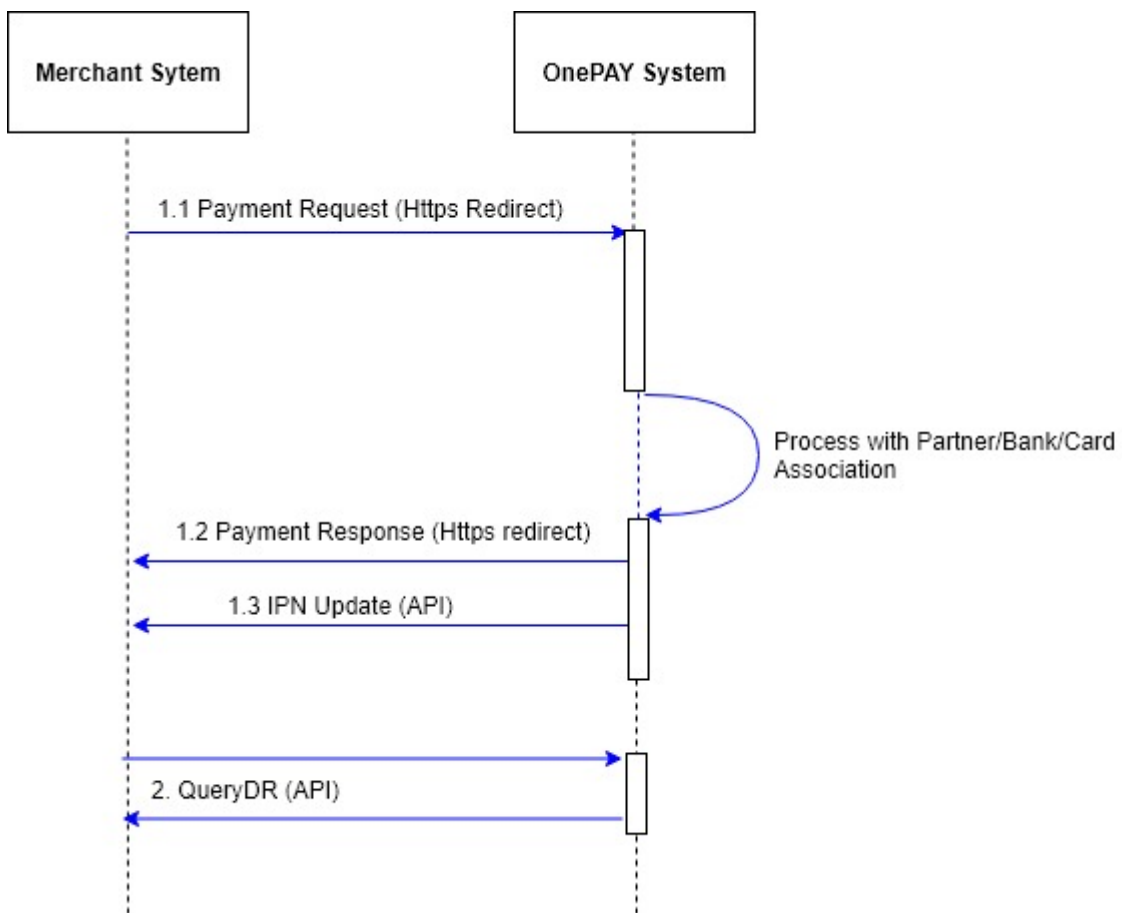 Merchant Sytem
OnePAY System
1.1 Payment Request (Https Redirect)
Process with Partner/Bank/Card
Association
1.2 Payment Response (Https redirect)
1.3 IPN Update (API)
2. QueryDR (API)